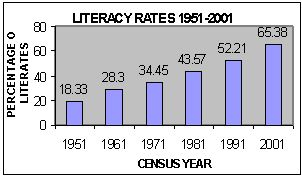 LITERACY RATES 1951-2001
PERCENTAGE O
LITERATES
80
60
40
20
0
18.33
28.3
34.45
43.57
52.21
65.38
1951 1961 1971 1981 1991 2001
CENSUS YEAR